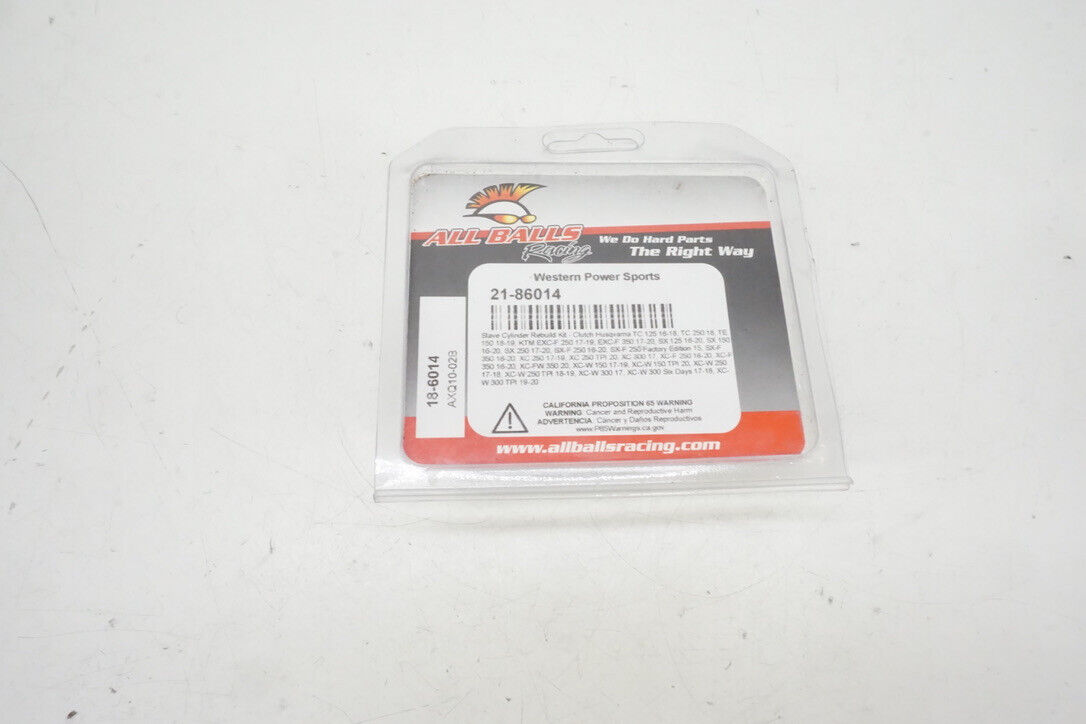 ALL BALLS
Racing
We Do Hard Parts
The Right Way
Western Power Sports
21-86014
Slave Cylinder Rebuild Kit - Clutch Husqvarna TC 125 16-18, TC 250 18, TE
150 18-19, KTM EXC-F 250 17-19, EXC-F 350 17-20, SX 125 16-20, SX 150
16-20, SX 250 17-20, SX-F 250 16-20, SX-F 250 Factory Edition 15, SX-F
350 16-20, XC 250 17-19, XC 250 TPI 20, XC 300 17, XC-F 250 16-20, XC-F
350 16-20, XC-FW 350 20, XC-W 150 17-19, XC-W 150 TPI 20, XC-W 250
17-18, XC-W 250 TPI 18-19, XC-W 300 17, XC-W 300 Six Days 17-18, XC-
W 300 TPI 19-20
CALIFORNIA PROPOSITION 65 WARNING
WARNING: Cancer and Reproductive Harm
ADVERTENCIA: Cáncer y Daños Reproductivos
www.P65Warnings.ca.gov
18-6014
AXQ10-02B
www.allballsracing.com